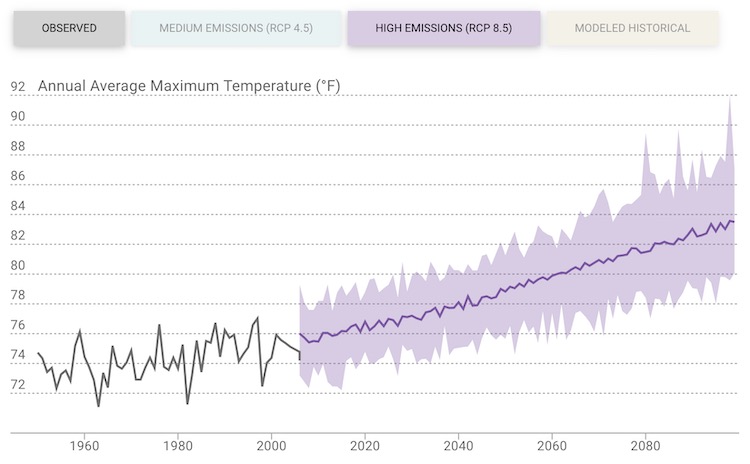 OBSERVED
MEDIUM EMISSIONS (RCP 4.5)
HIGH EMISSIONS (RCP 8.5)
MODELED HISTORICAL
92 Annual Average Maximum Temperature (°F)
90
88
86
84
82
80
78
76
74
72
1960 1980 2000 2020 2040 2060 2080